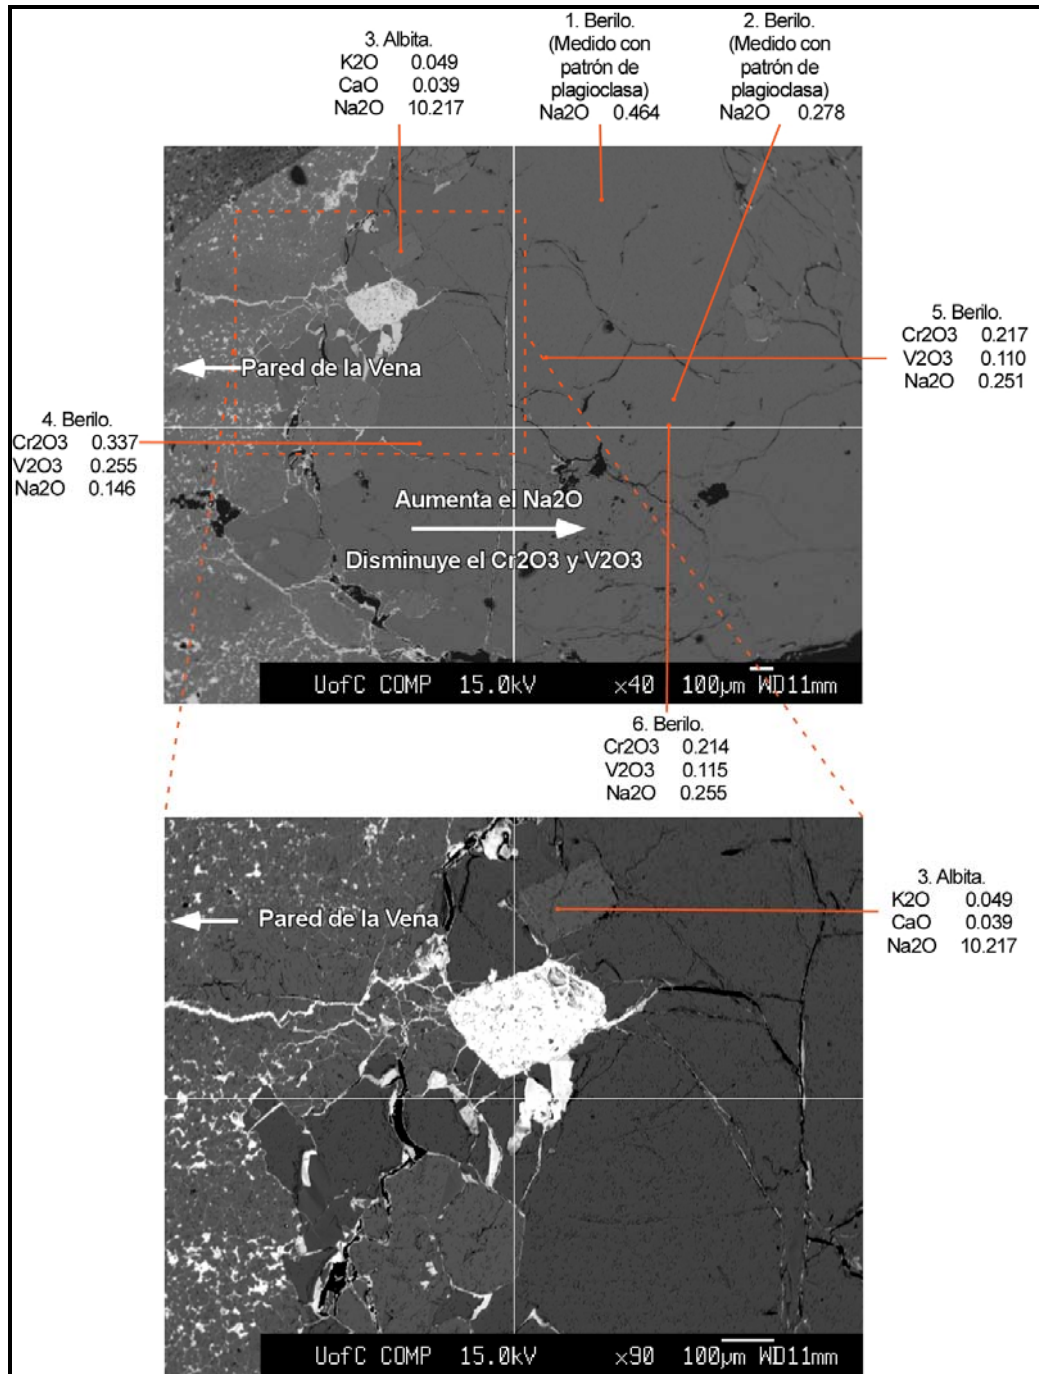 3. Albita.
K2O 0.049
CaO 0.039
Na2O 10.217
1. Berilo.
(Medido con
patrón de
plagioclasa)
Na2O 0.464
2. Berilo.
(Medido con
patrón de
plagioclasa)
Na2O 0.278
5. Berilo.
Cr2O3 0.217
V2O3 0.110
Na2O 0.251
Pared de la Vena
4. Berilo.
Cr2O3 0.337
V2O3 0.255
Na2O 0.146
Aumenta el Na2O
Disminuye el Cr2O3 y V2O3
UofC COMP 15.0kV x40 100µm WD11mm
6. Berilo.
Cr2O3 0.214
V2O3 0.115
Na2O 0.255
Pared de la Vena
3. Albita.
K2O 0.049
CaO 0.039
Na2O 10.217
UofC COMP 15.0kV x90 100µm WD11mm